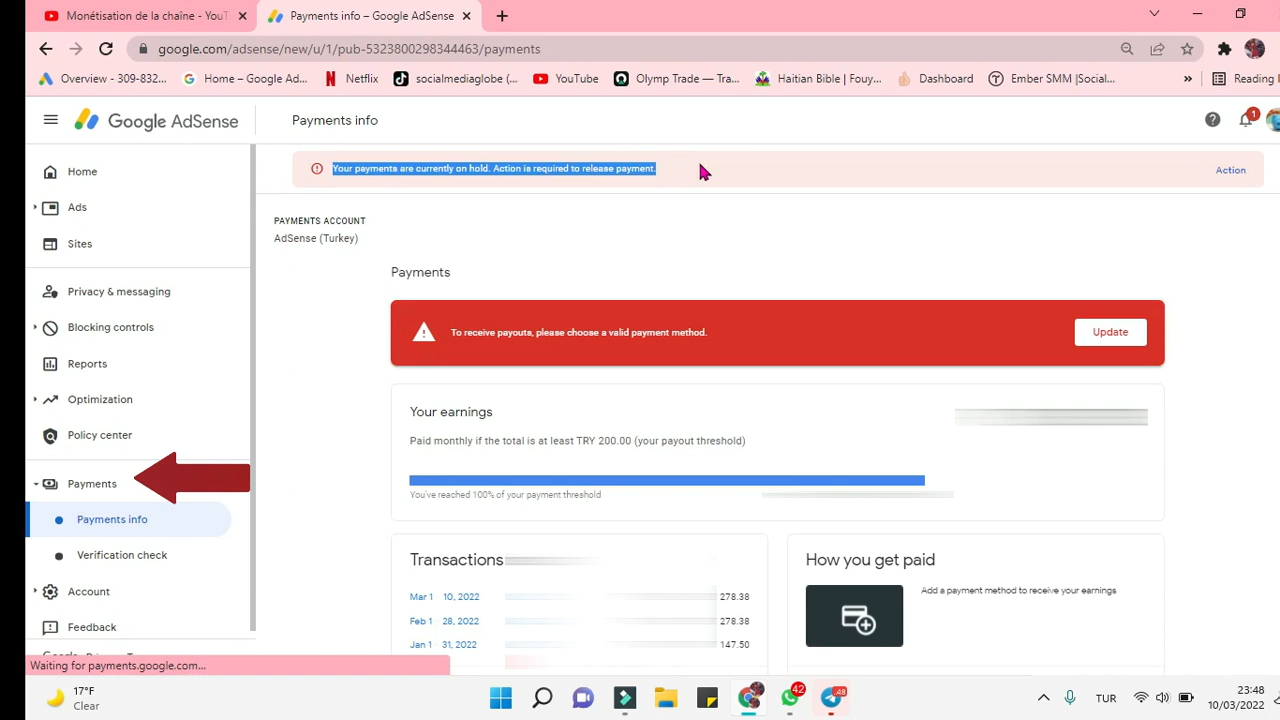 Monétisation de la chaîne - YouT
Payments info – Google AdSense
google.com/adsense/new/u/1/pub-5323800298344463/payments
Overview - 309-832...
Home – Google Ad...
Netflix
socialmediaglobe (...
YouTube
Olymp Trade — Tra...
Haitian Bible | Fouy...
Dashboard
Ember SMM |Social...
»
Reading
Google AdSense
Payments info
1
Your payments are currently on hold. Action is required to release payment.
Action
Home
Ads
Sites
Privacy & messaging
Blocking controls
Reports
Optimization
Policy center
Payments
Payments info
Verification check
Account
Feedback
PAYMENTS ACCOUNT
AdSense (Turkey)
Payments
To receive payouts, please choose a valid payment method.
Update
Your earnings
Paid monthly if the total is at least TRY 200.00 (your payout threshold)
You've reached 100% of your payment threshold
Transactions
Mar 1 - 10, 2022 278.38
Feb 1 - 28, 2022 278.38
Jan 1 - 31, 2022 147.50
How you get paid
Add a payment method to receive your earnings
Waiting for payments.google.com...
17°F
Clear
42
48
TUR
23:48
10/03/2022